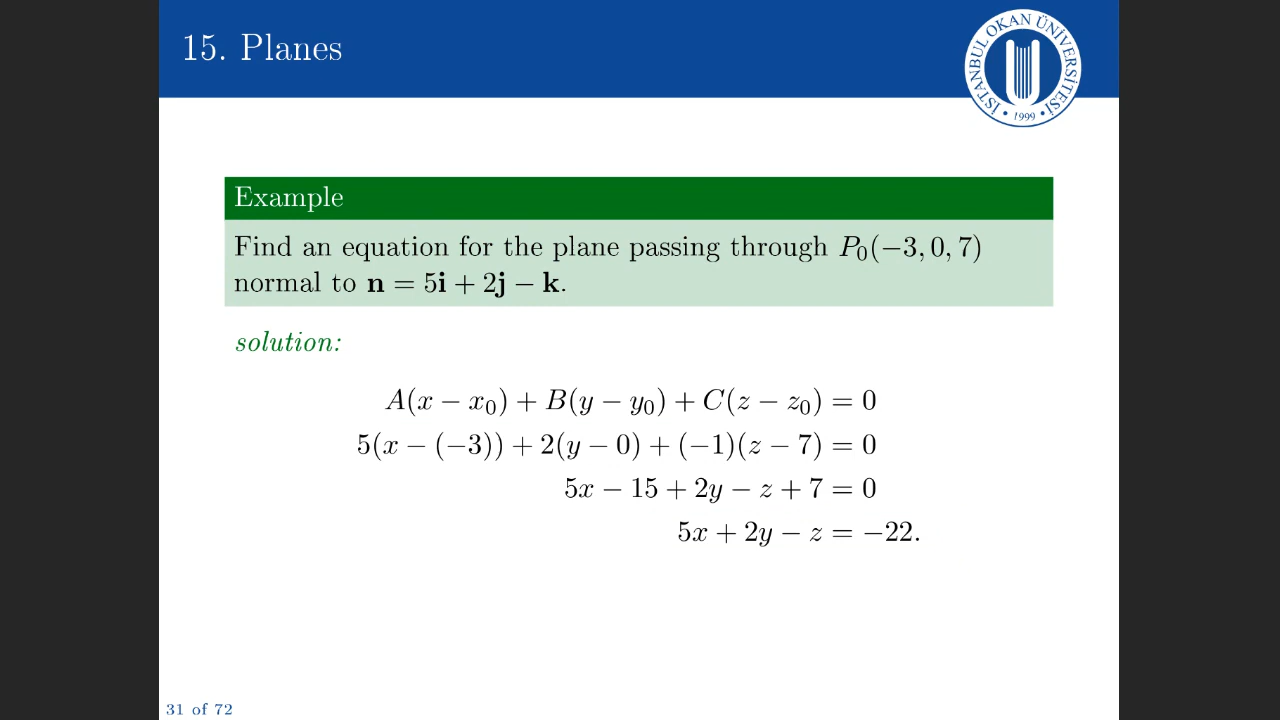 15. Planes
İSTANBUL OKAN ÜNİVERSİTESİ
• 1999 •
Example
Find an equation for the plane passing through P₀(−3, 0, 7)
normal to n = 5i + 2j − k.
solution:
A(x − x₀) + B(y − y₀) + C(z − z₀) = 0
5(x − (−3)) + 2(y − 0) + (−1)(z − 7) = 0
5x − 15 + 2y − z + 7 = 0
5x + 2y − z = −22.
31 of 72